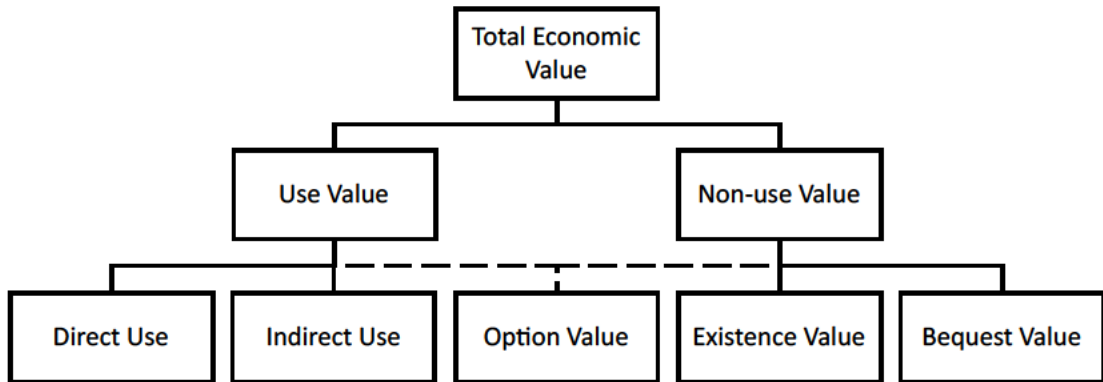 Total Economic
Value
Use Value
Non-use Value
Direct Use
Indirect Use
Option Value
Existence Value
Bequest Value